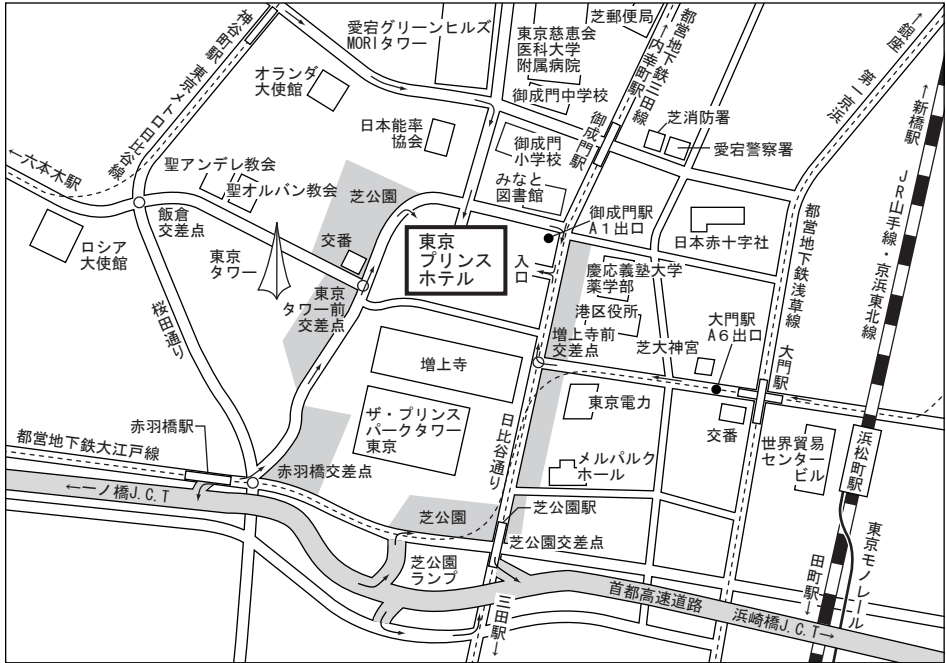 芝郵便局
神谷町駅
東京メトロ日比谷線
愛宕グリーンヒルズ
MORIタワー
東京慈恵会
医科大学
附属病院
御成門中学校
都営地下鉄三田線
←内幸町駅
御成門駅
←銀座
第一京浜
←新橋駅
JR山手線・京浜東北線
オランダ
大使館
日本能率
協会
御成門
小学校
みなと
図書館
芝消防署
愛宕警察署
←六本木駅
聖アンデレ教会
聖オルバン教会
芝公園
飯倉
交差点
ロシア
大使館
東京
タワー
交番
東京
タワー前
交差点
東京
プリンス
ホテル
入口
御成門駅
A1出口
日本赤十字社
慶応義塾大学
薬学部
港区役所
都営地下鉄浅草線
桜田通り
増上寺
増上寺前
交差点
芝大神宮
大門駅
A6出口
大門駅
ザ・プリンス
パークタワー
東京
日比谷通り
東京電力
交番
世界貿易
センター
ビル
浜松町駅
赤羽橋駅
都営地下鉄大江戸線
赤羽橋交差点
メルパルク
ホール
←一ノ橋J.C.T
芝公園
芝公園駅
芝公園交差点
芝公園
ランプ
三田駅→
首都高速道路
浜崎橋J.C.T→
田町駅→
東京モノレール